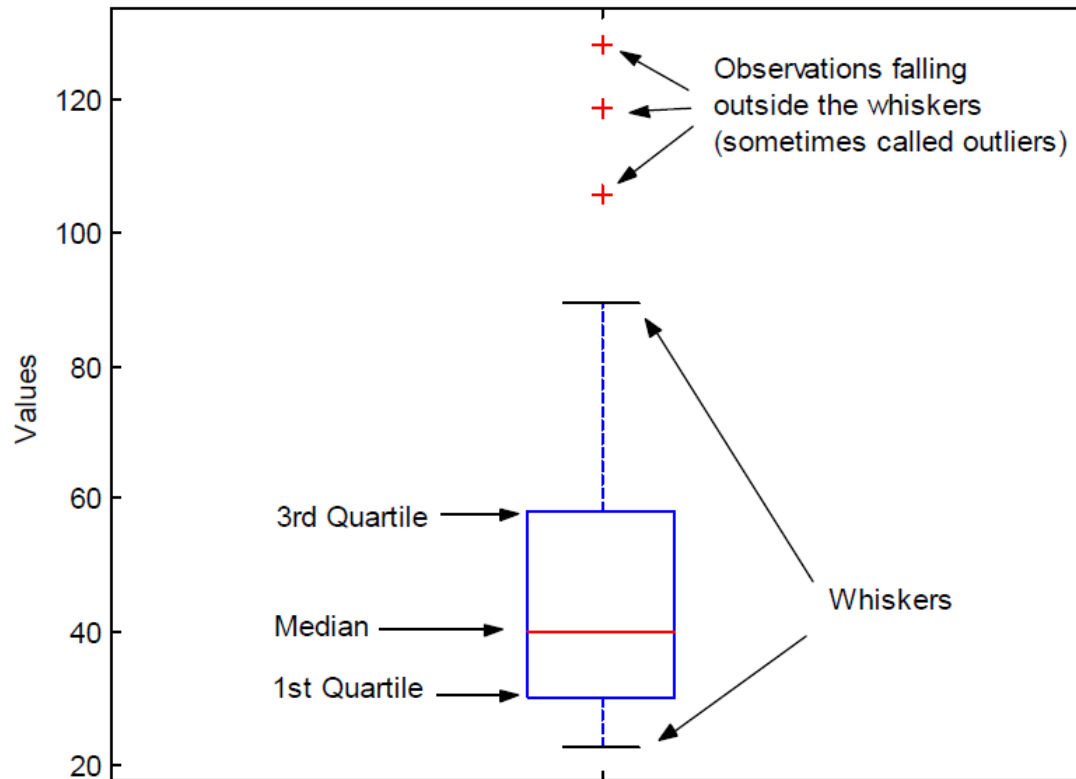 Observations falling
outside the whiskers
(sometimes called outliers)
120
100
80
60
40
20
Values
3rd Quartile
Median
1st Quartile
Whiskers